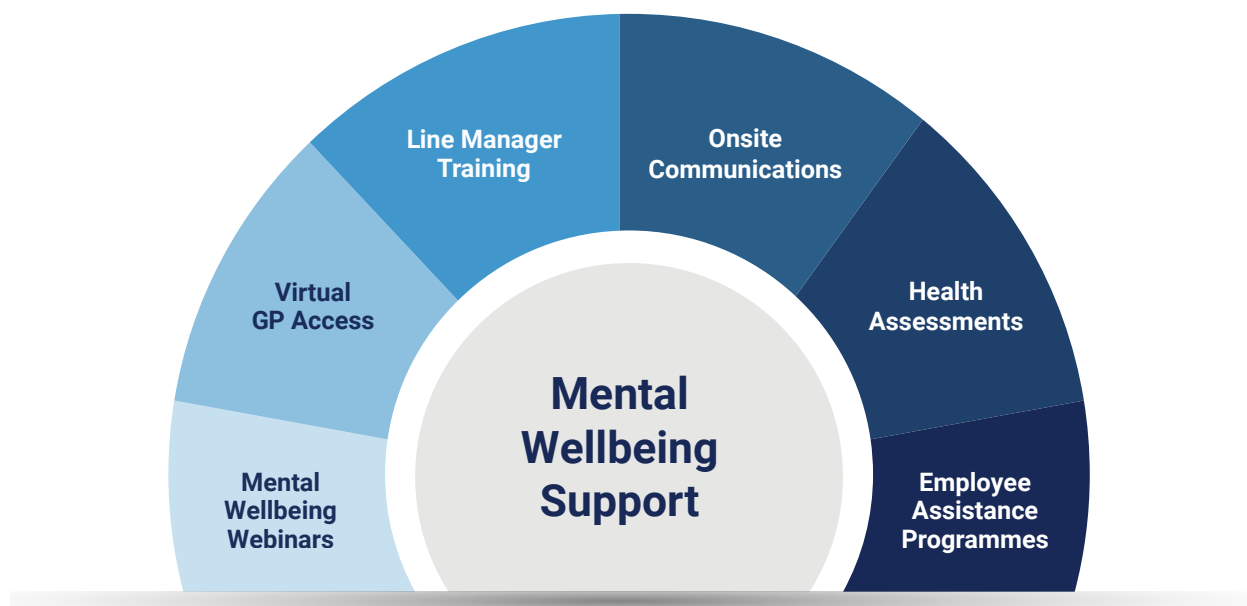 Line Manager
Training
Onsite
Communications
Virtual
GP Access
Health
Assessments
Mental
Wellbeing
Support
Mental
Wellbeing
Webinars
Employee
Assistance
Programmes